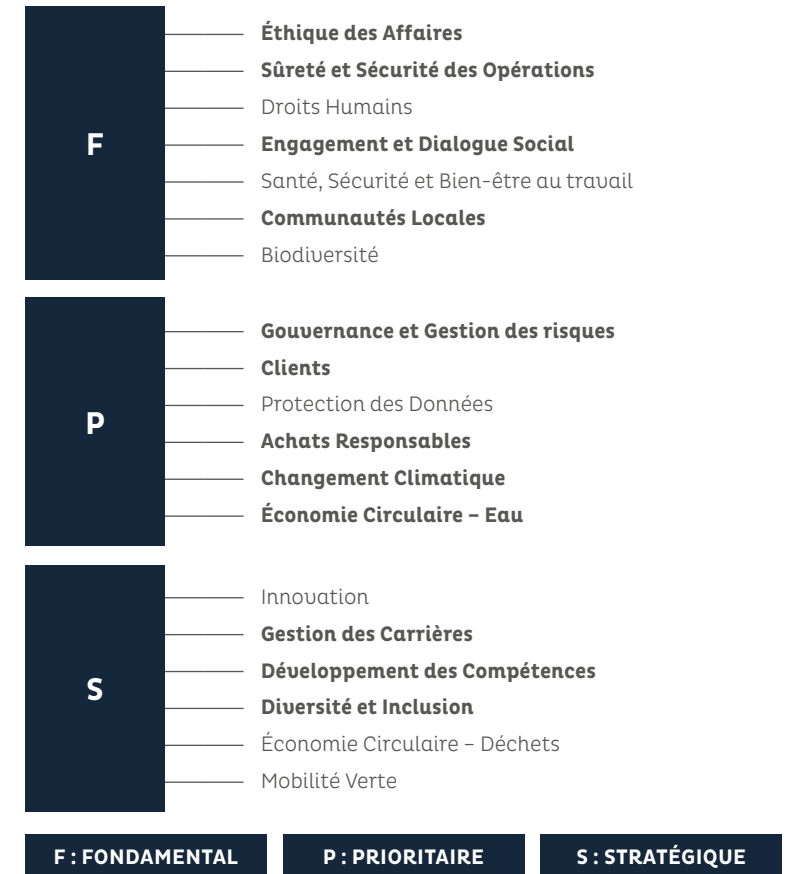 F
Éthique des Affaires
Sûreté et Sécurité des Opérations
Droits Humains
Engagement et Dialogue Social
Santé, Sécurité et Bien-être au travail
Communautés Locales
Biodiversité
P
Gouvernance et Gestion des risques
Clients
Protection des Données
Achats Responsables
Changement Climatique
Économie Circulaire – Eau
S
Innovation
Gestion des Carrières
Développement des Compétences
Diversité et Inclusion
Économie Circulaire – Déchets
Mobilité Verte
F : FONDAMENTAL
P : PRIORITAIRE
S : STRATÉGIQUE